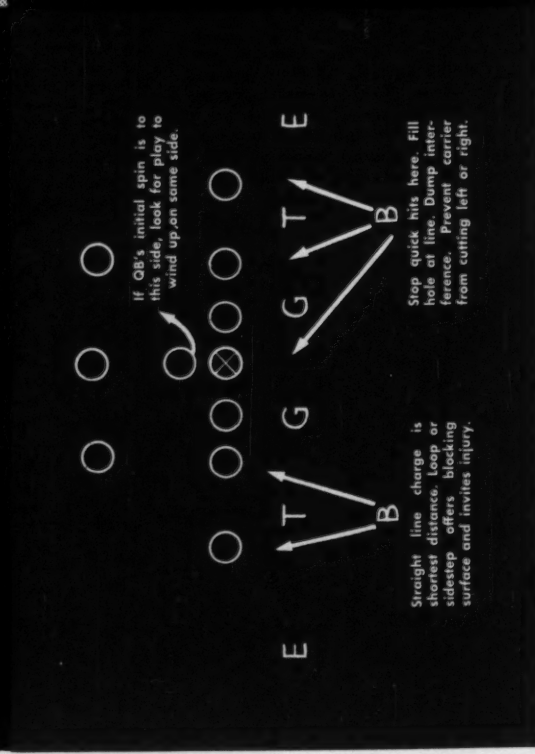 If QB's initial spin is to
this side, look for play to
wind up,on same side.
E T G G T E
B B
Straight line charge is
shortest distance. Loop or
sidestep offers blocking
surface and invites injury.
Stop quick hits here. Fill
hole at line. Dump inter-
ference. Prevent carrier
from cutting left or right.